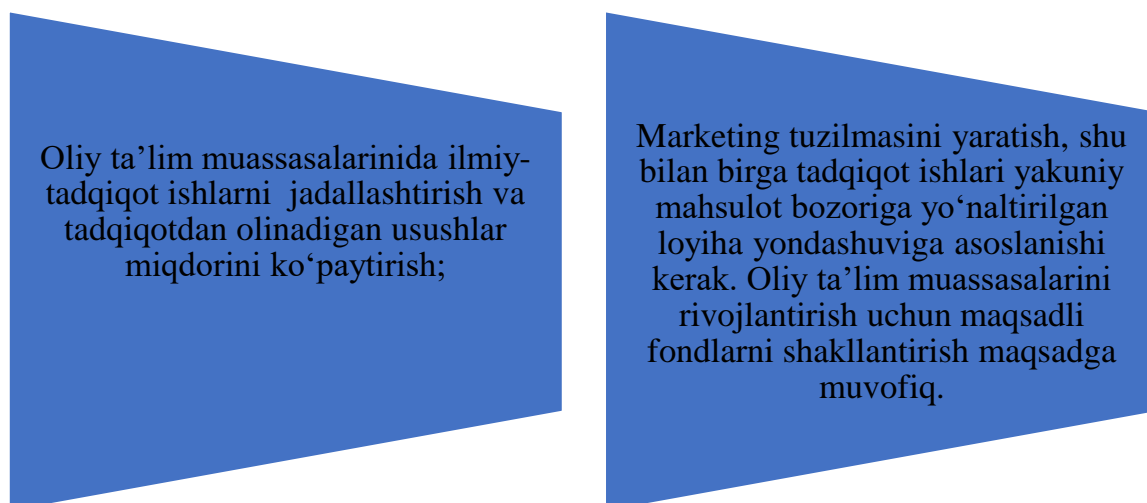 Oliy ta’lim muassasalarinida ilmiy-
tadqiqot ishlarni jadallashtirish va
tadqiqotdan olinadigan usushlar
miqdorini ko‘paytirish;
Marketing tuzilmasini yaratish, shu
bilan birga tadqiqot ishlari yakuniy
mahsulot bozoriga yo‘naltirilgan
loyiha yondashuviga asoslanishi
kerak. Oliy ta’lim muassasalarini
rivojlantirish uchun maqsadli
fondlarni shakllantirish maqsadga
muvofiq.